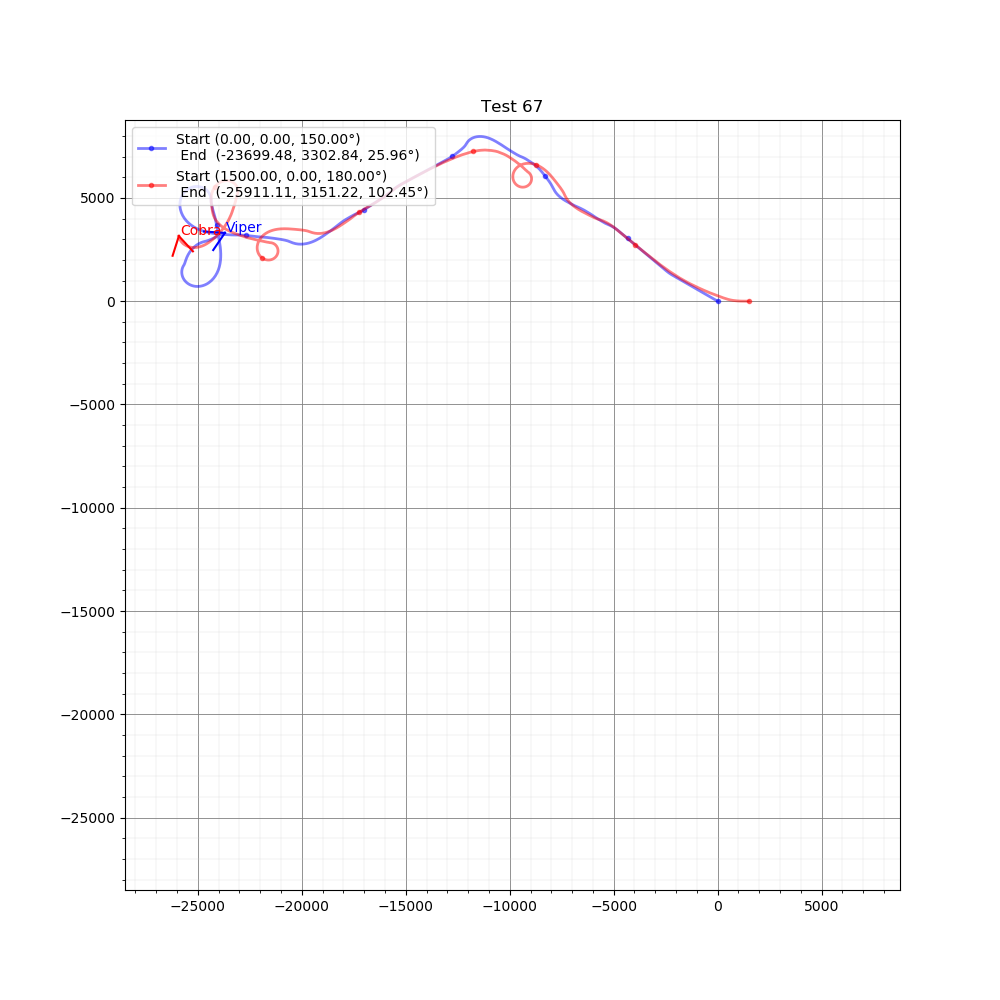 Test 67
Start (0.00, 0.00, 150.00°)
End  (-23699.48, 3302.84, 25.96°)
Start (1500.00, 0.00, 180.00°)
End  (-25911.11, 3151.22, 102.45°)
Cobra
Viper
5000
0
−5000
−10000
−15000
−20000
−25000
−25000 −20000 −15000 −10000 −5000 0 5000